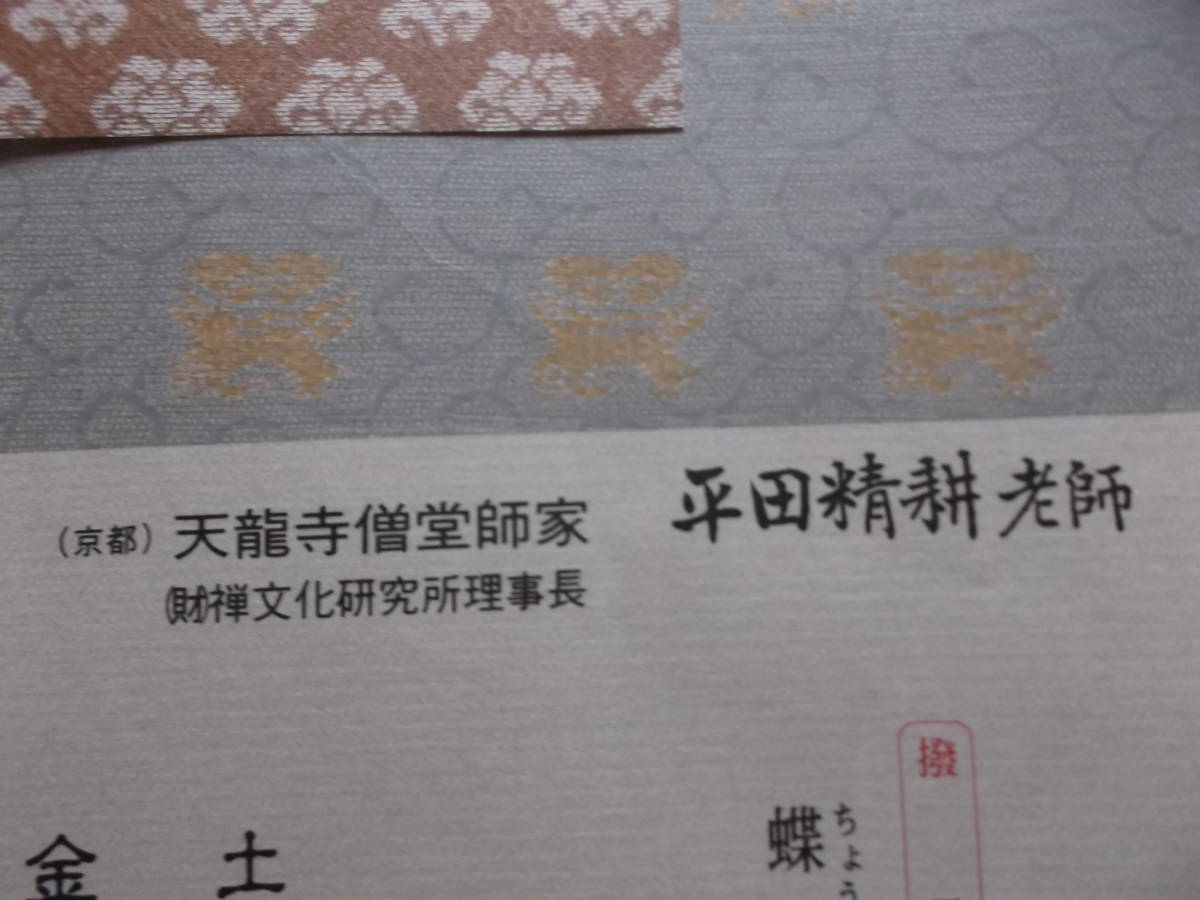 (京都) 天龍寺僧堂師家 平田精耕老師
(財)禅文化研究所理事長
撥
蝶 ちょう
土
金